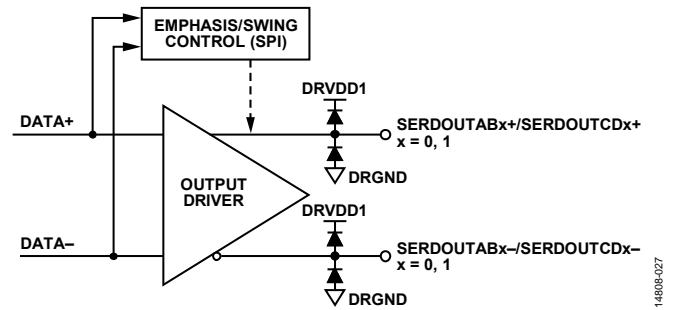 EMPHASIS/SWING
CONTROL (SPI)
DRVDD1
DATA+
SERDOUTABx+/SERDOUTCDx+
x = 0, 1
DRGND
OUTPUT
DRIVER
DRVDD1
DATA–
SERDOUTABx–/SERDOUTCDx–
x = 0, 1
DRGND
14808-027